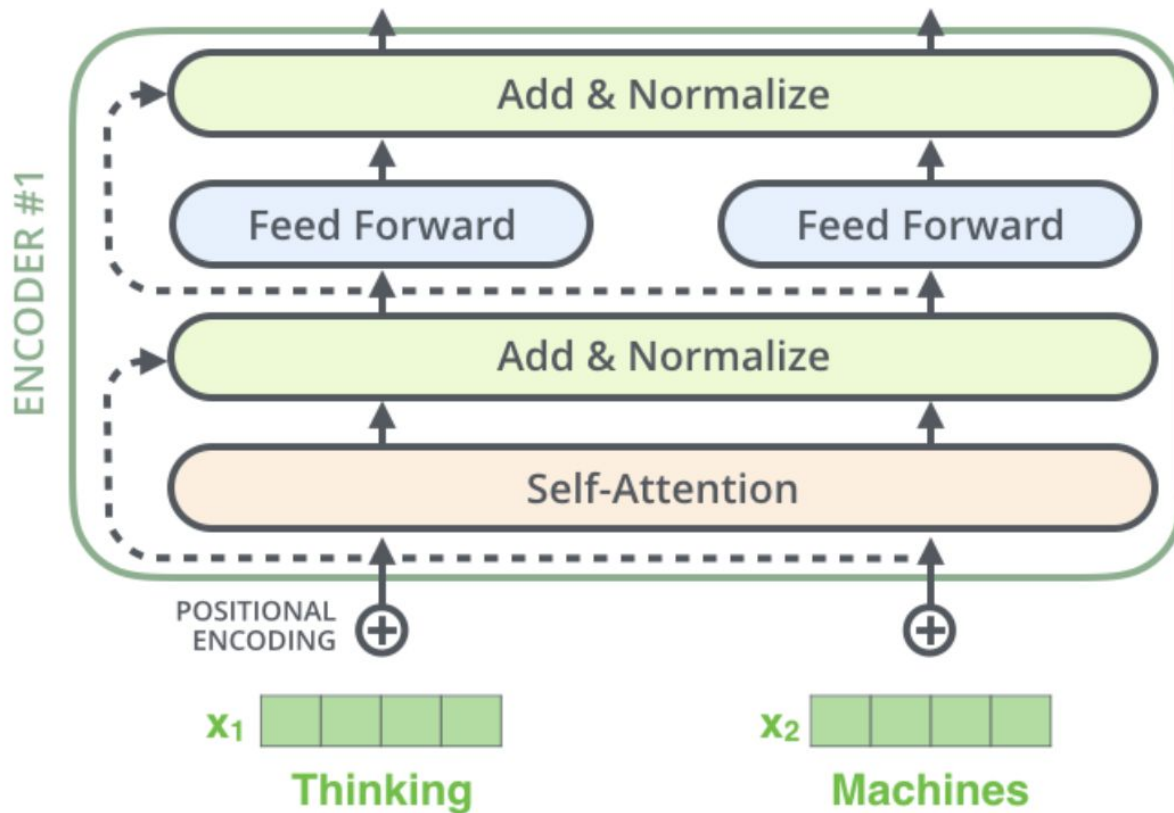 Add & Normalize
Feed Forward
Feed Forward
Add & Normalize
Self-Attention
ENCODER #1
POSITIONAL
ENCODING
x₁
x₂
Thinking
Machines